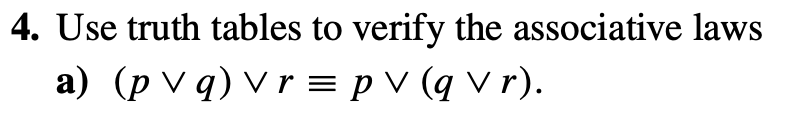 4. Use truth tables to verify the associative laws
a) (p ∨ q) ∨ r ≡ p ∨ (q ∨ r).